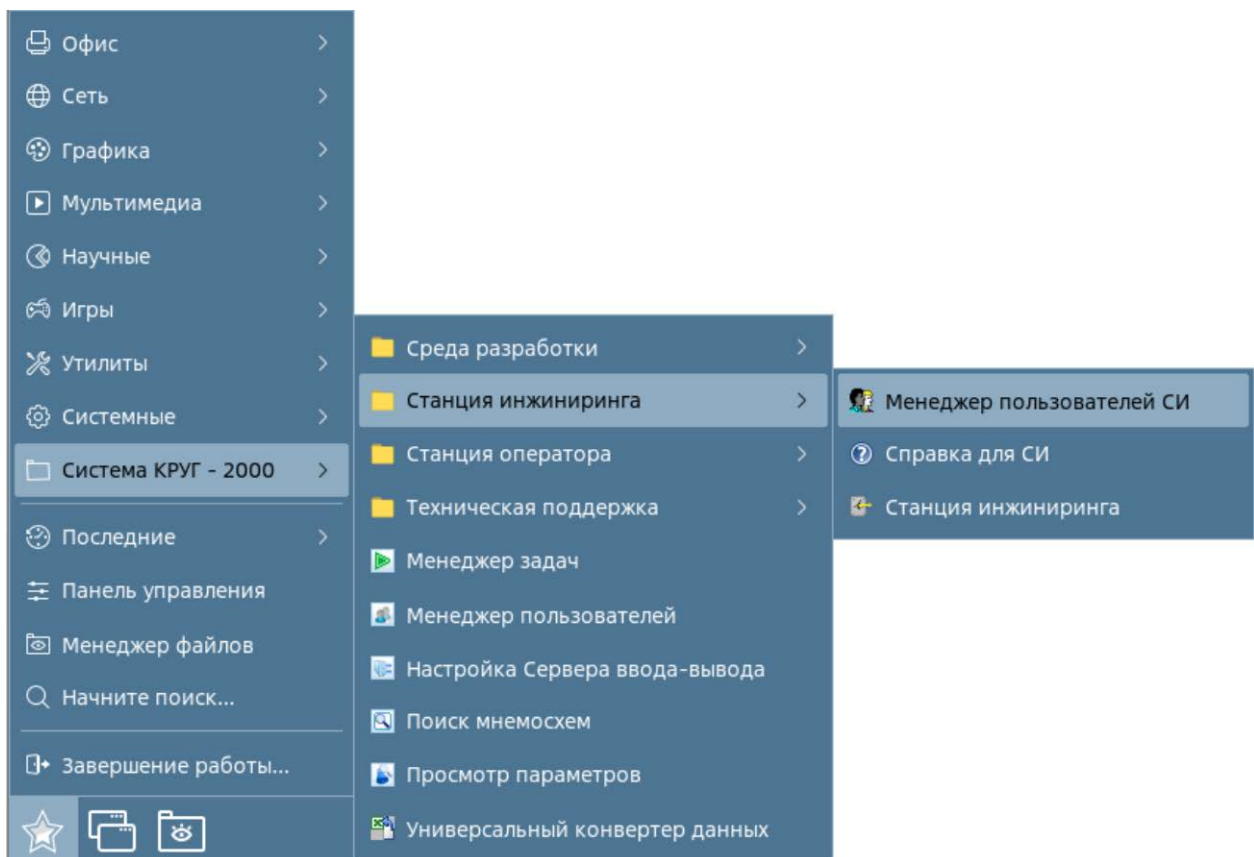 Офис
Сеть
Графика
Мультимедиа
Научные
Игры
Утилиты
Системные
Система КРУГ - 2000
Последние
Панель управления
Менеджер файлов
Начните поиск...
Завершение работы...
Среда разработки
Станция инжиниринга
Станция оператора
Техническая поддержка
Менеджер задач
Менеджер пользователей
Настройка Сервера ввода-вывода
Поиск мнемосхем
Просмотр параметров
Универсальный конвертер данных
Менеджер пользователей СИ
Справка для СИ
Станция инжиниринга